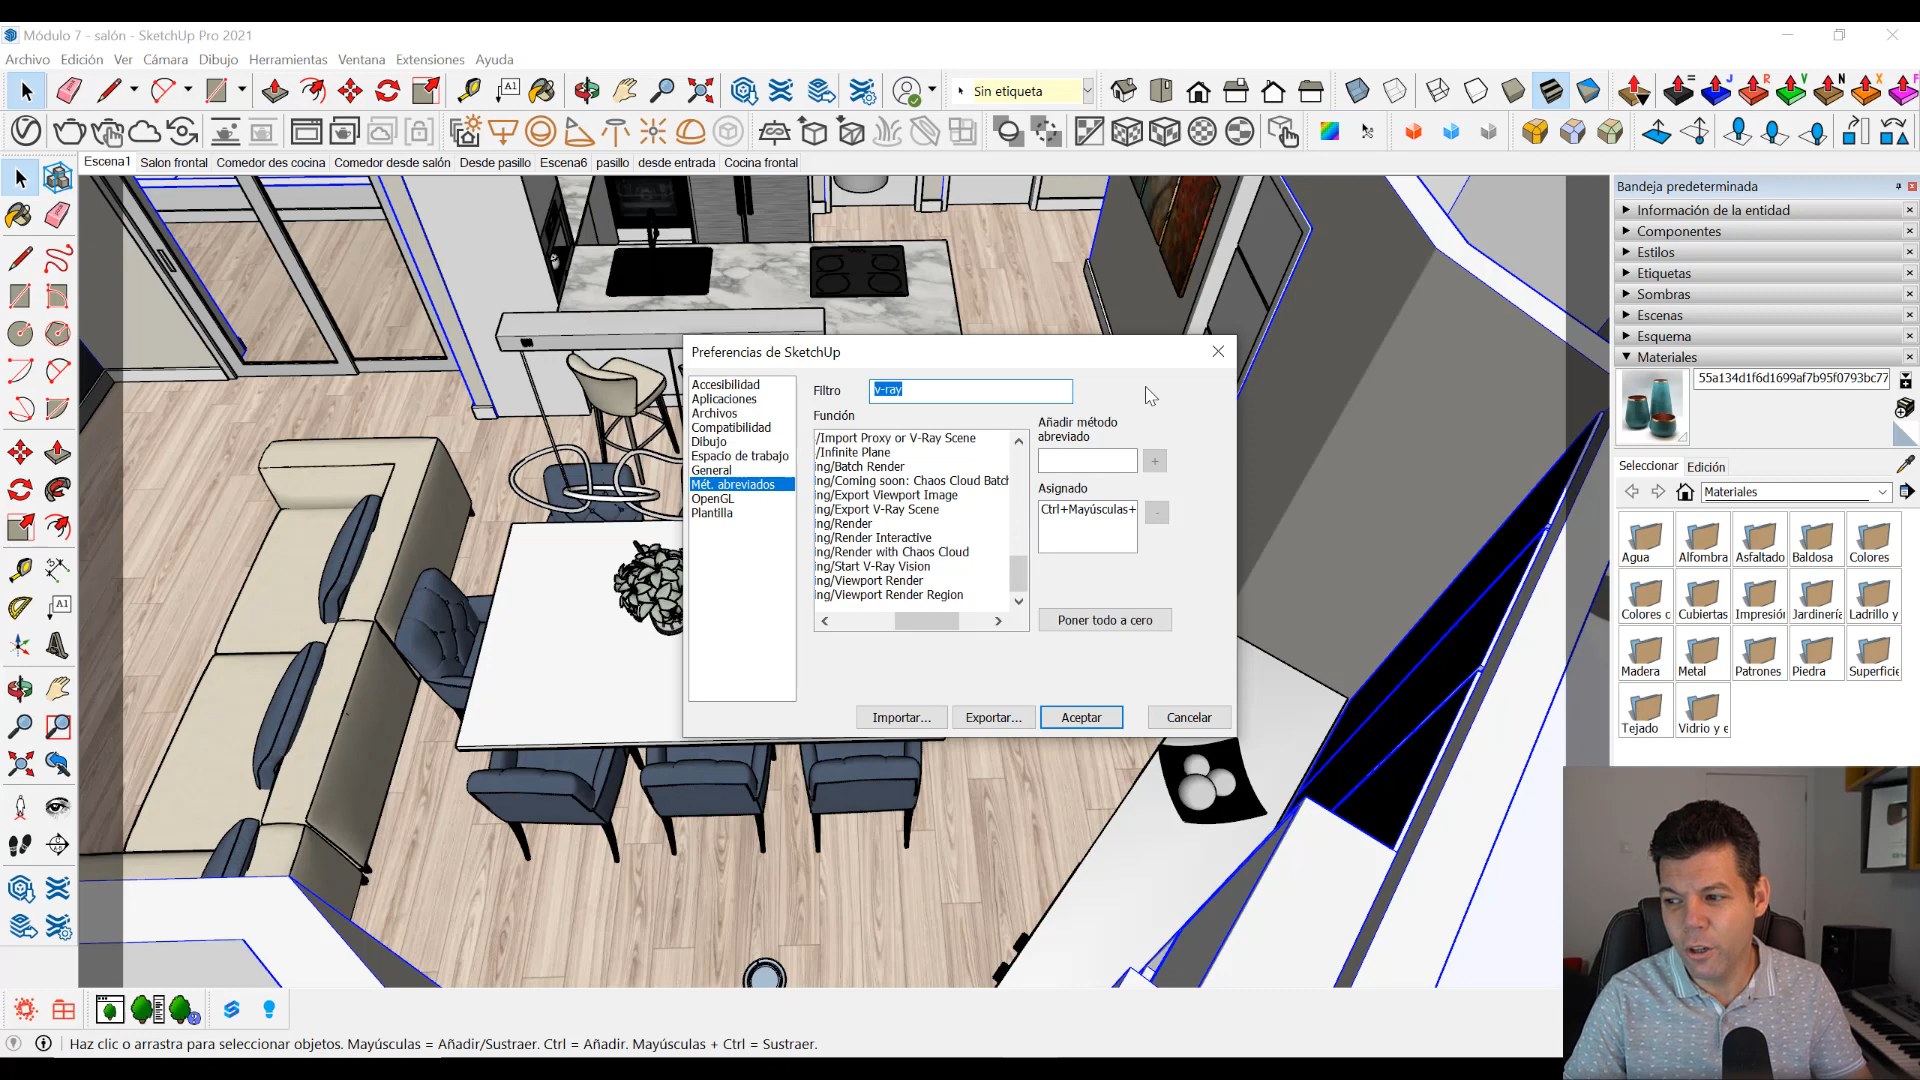 Módulo 7 - salón - SketchUp Pro 2021
Archivo Edición Ver Cámara Dibujo Herramientas Ventana Extensiones Ayuda
Sin etiqueta
Escena1 Salon frontal Comedor des cocina Comedor desde salón Desde pasillo Escena6 pasillo desde entrada Cocina frontal
Bandeja predeterminada
Información de la entidad
Componentes
Estilos
Etiquetas
Sombras
Escenas
Esquema
Materiales
55a134d1f6d1699af7b95f0793bc77
Seleccionar Edición
Materiales
Agua Alfombra Asfaltado Baldosa Colores
Colores c Cubiertas Impresión Jardinería Ladrillo y
Madera Metal Patrones Piedra Superficie
Tejado Vidrio y e
Preferencias de SketchUp
Accesibilidad
Aplicaciones
Archivos
Compatibilidad
Dibujo
Espacio de trabajo
General
Mét. abreviados
OpenGL
Plantilla
Filtro v-ray
Función
/Import Proxy or V-Ray Scene
/Infinite Plane
ing/Batch Render
ing/Coming soon: Chaos Cloud Batch
ing/Export Viewport Image
ing/Export V-Ray Scene
ing/Render
ing/Render Interactive
ing/Render with Chaos Cloud
ing/Start V-Ray Vision
ing/Viewport Render
ing/Viewport Render Region
Añadir método
abreviado
+
Asignado
Ctrl+Mayúsculas+
-
Poner todo a cero
Importar... Exportar... Aceptar Cancelar
Haz clic o arrastra para seleccionar objetos. Mayúsculas = Añadir/Sustraer. Ctrl = Añadir. Mayúsculas + Ctrl = Sustraer.